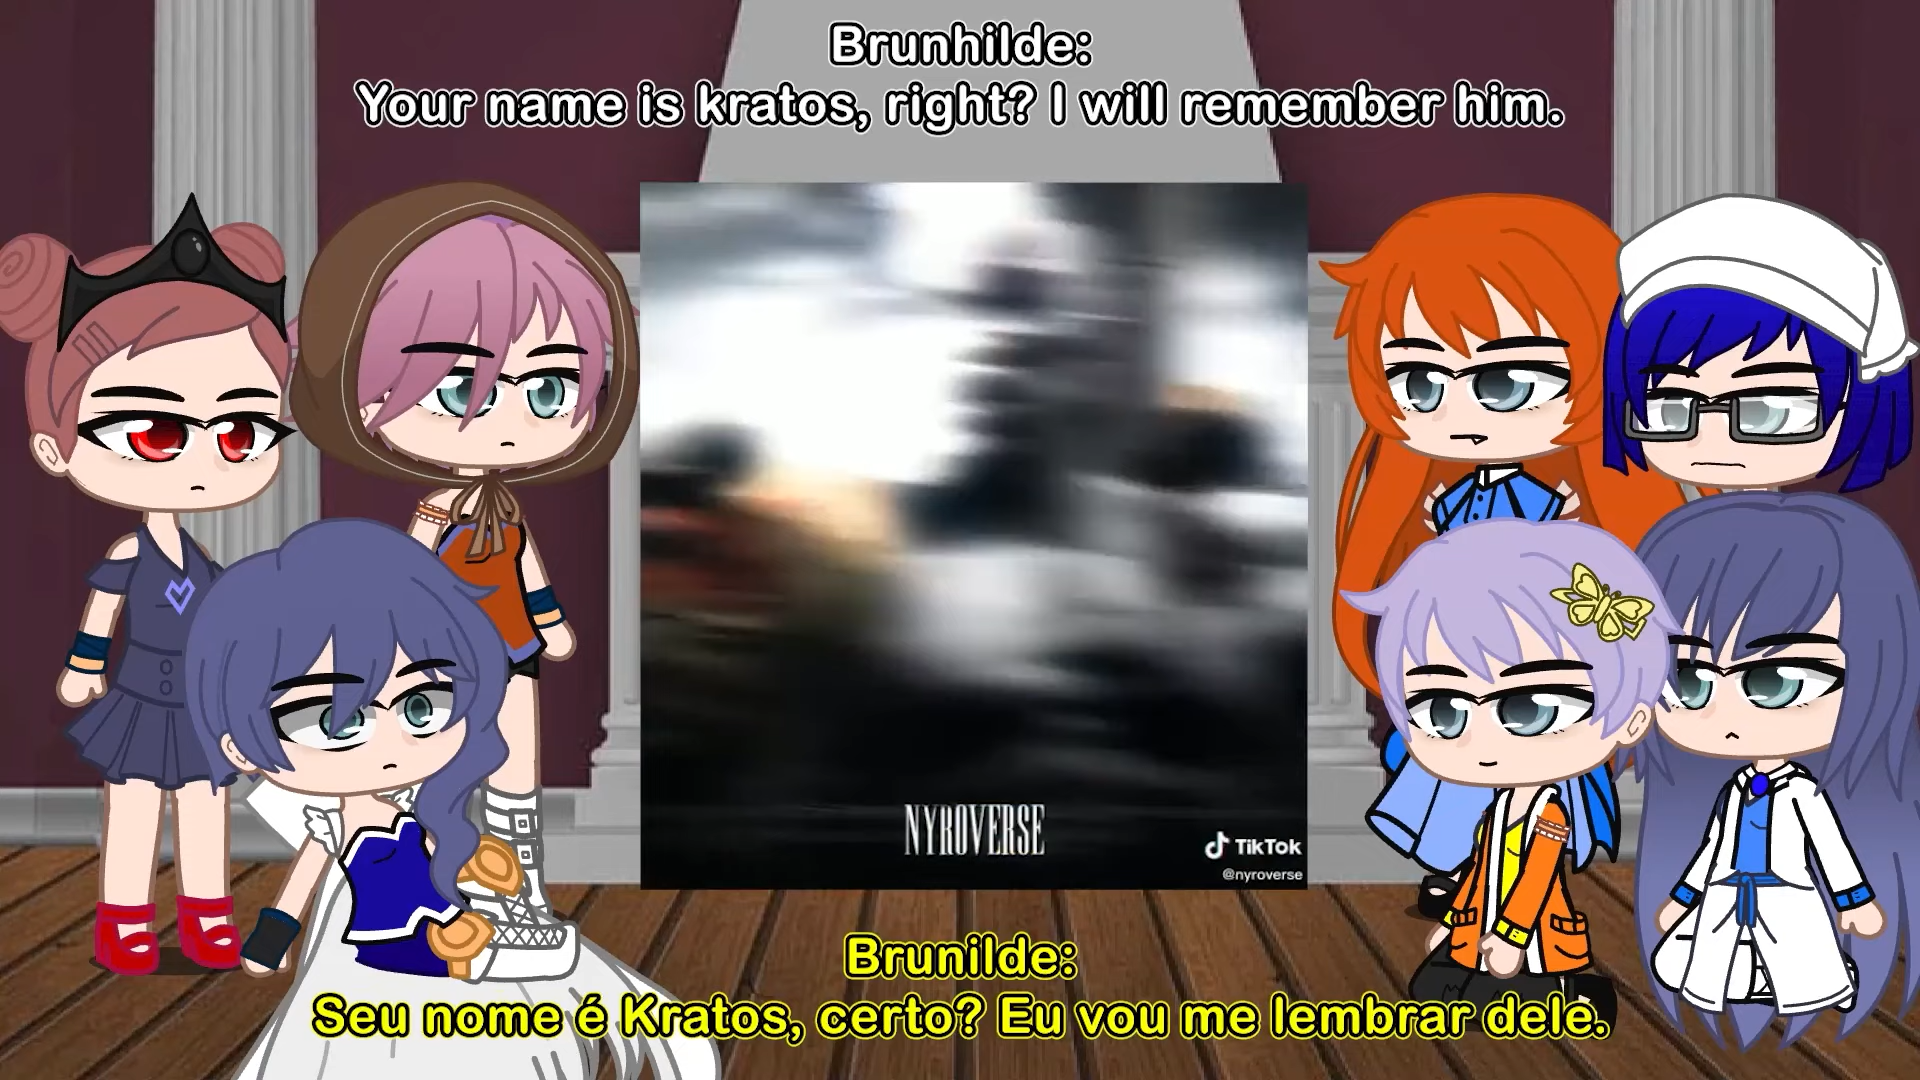 Brunhilde:
Your name is kratos, right? I will remember him.
NYROVERSE
TikTok
@nyroverse
Brunilde:
Seu nome é Kratos, certo? Eu vou me lembrar dele.